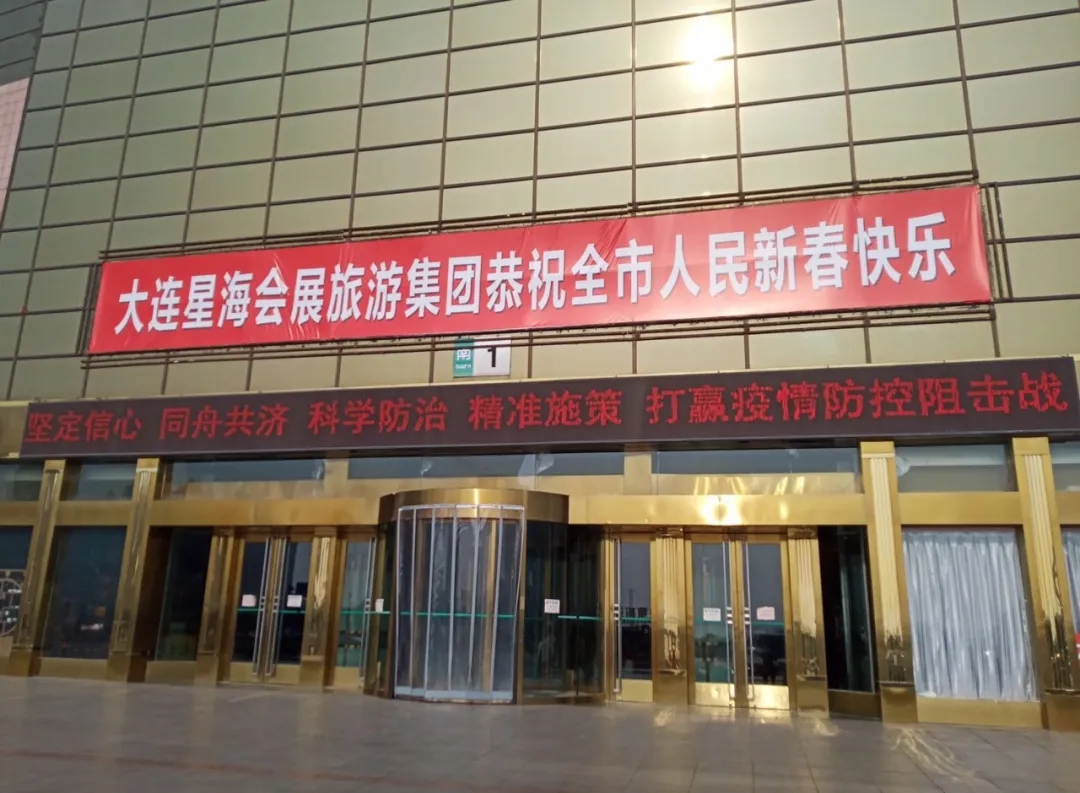 大连星海会展旅游集团恭祝全市人民新春快乐
南 1
坚定信心 同舟共济 科学防治 精准施策 打赢疫情防控阻击战